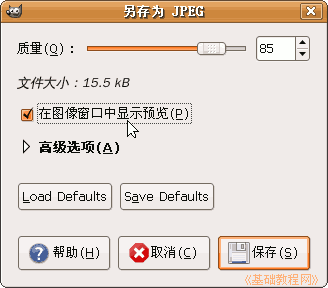 另存为 JPEG
质量(Q)： 85
文件大小：15.5 kB
在图像窗口中显示预览(P)
高级选项(A)
Load Defaults Save Defaults
帮助(H) 取消(C) 保存(S)
《基础教程网》